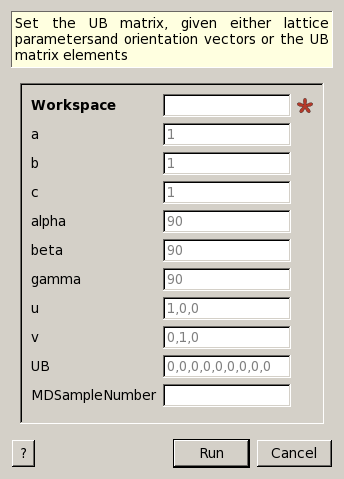 Set the UB matrix, given either lattice
parametersand orientation vectors or the UB
matrix elements
Workspace
a 1
b 1
c 1
alpha 90
beta 90
gamma 90
u 1,0,0
v 0,1,0
UB 0,0,0,0,0,0,0,0,0
MDSampleNumber
? Run Cancel